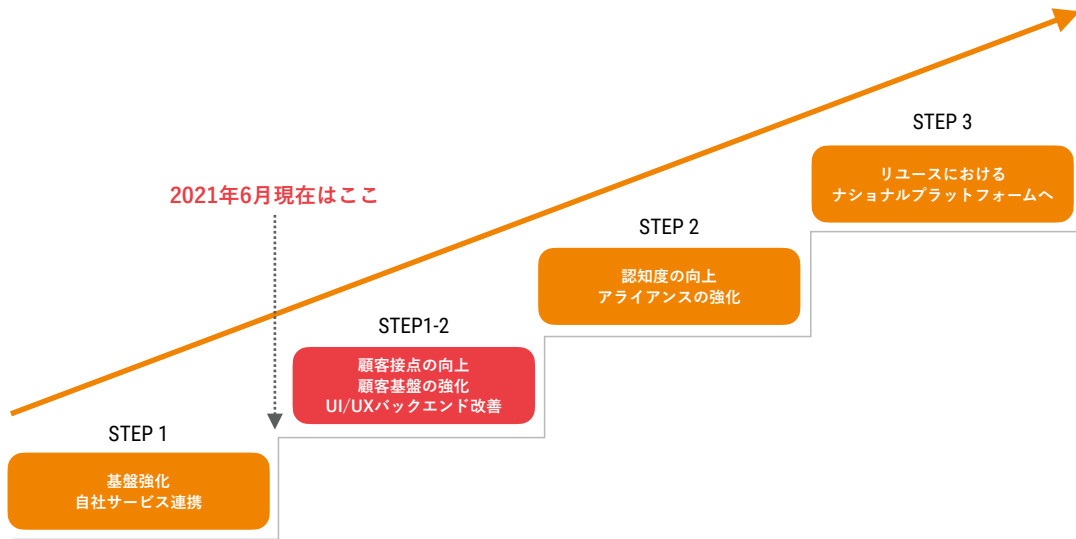 STEP 3
リユースにおける
ナショナルプラットフォームへ
2021年6月現在はここ
STEP 2
認知度の向上
アライアンスの強化
STEP1-2
顧客接点の向上
顧客基盤の強化
UI/UXバックエンド改善
STEP 1
基盤強化
自社サービス連携